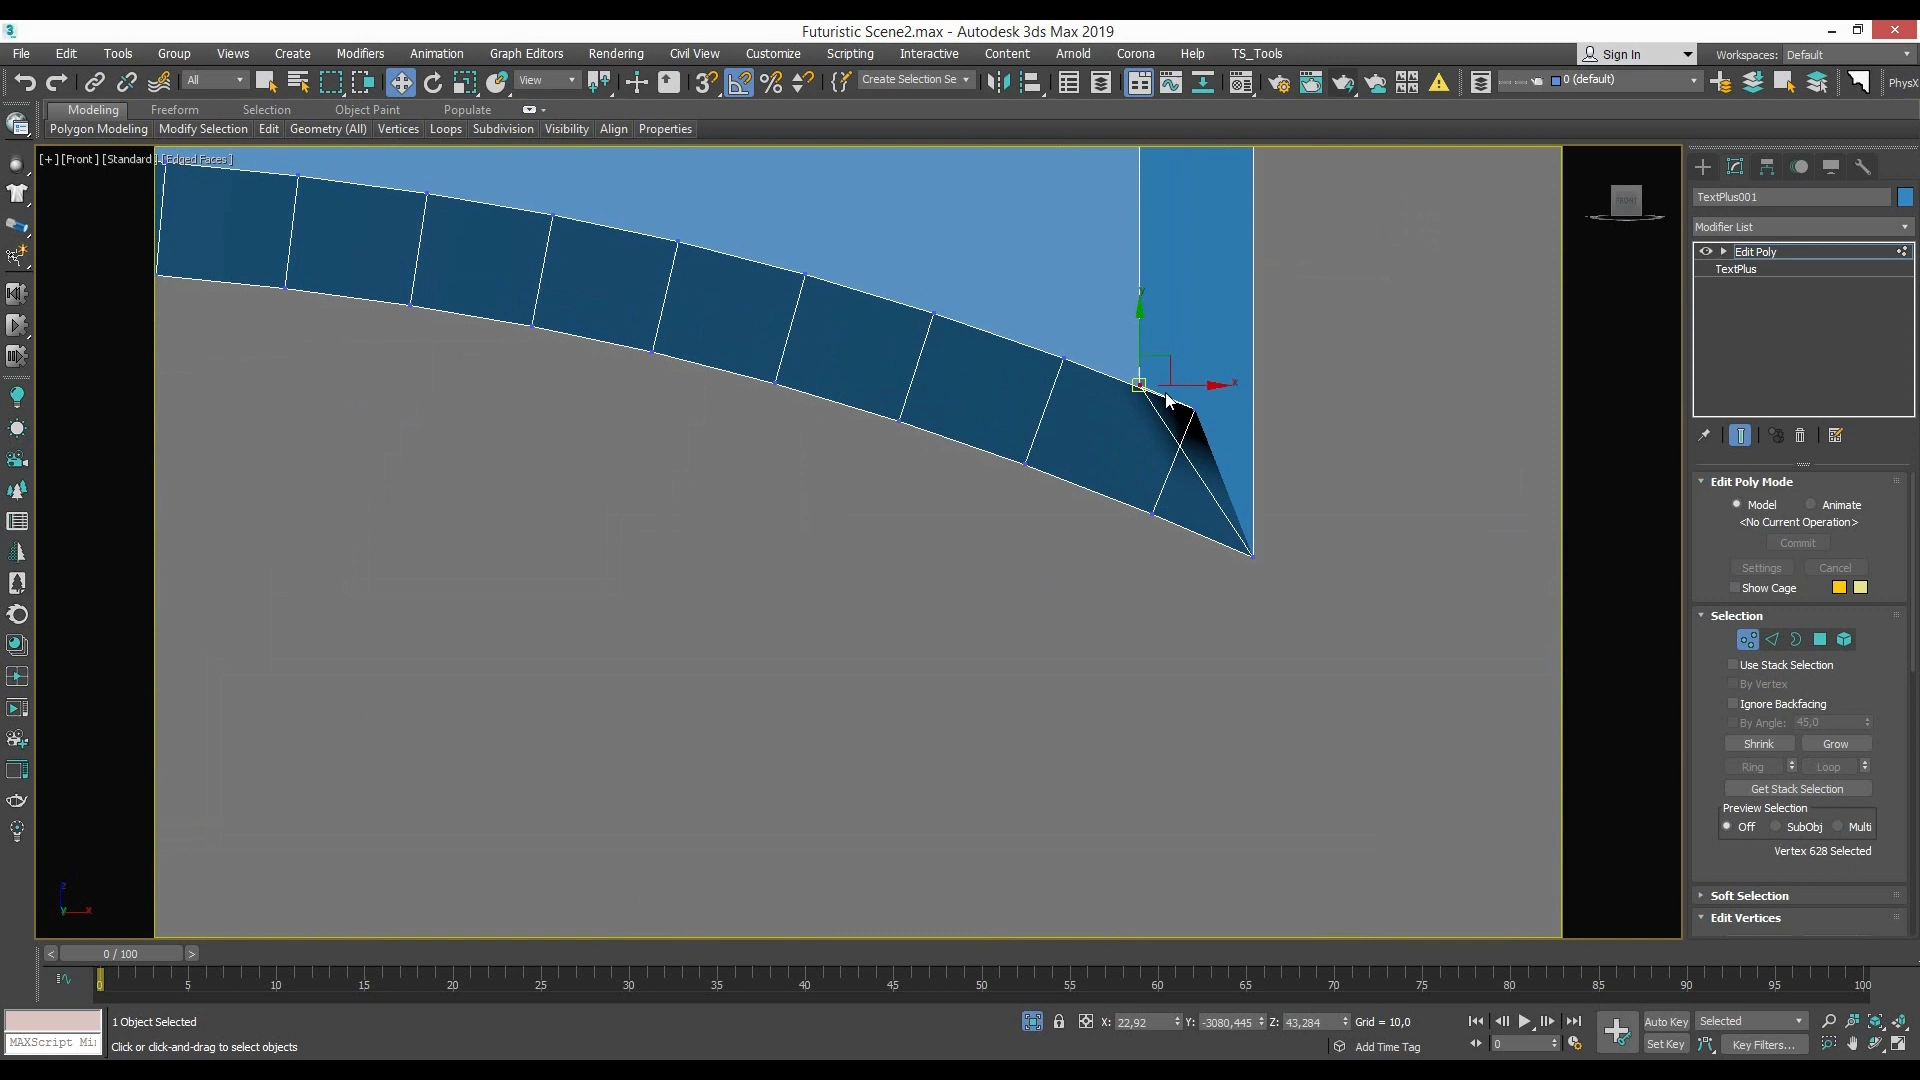 Futuristic Scene2.max - Autodesk 3ds Max 2019
File Edit Tools Group Views Create Modifiers Animation Graph Editors Rendering Civil View Customize Scripting Interactive Content Arnold Corona Help TS_Tools Sign In Workspaces: Default
All View Create Selection Se 0 (default) PhysX
Modeling Freeform Selection Object Paint Populate
Polygon Modeling Modify Selection Edit Geometry (All) Vertices Loops Subdivision Visibility Align Properties
[+] [Front] [Standard] [Edged Faces]
FRONT
y
x
z
y x
TextPlus001
Modifier List
Edit Poly
TextPlus
Edit Poly Mode
Model Animate
<No Current Operation>
Commit
Settings Cancel
Show Cage
Selection
Use Stack Selection
By Vertex
Ignore Backfacing
By Angle: 45,0
Shrink Grow
Ring Loop
Get Stack Selection
Preview Selection
Off SubObj Multi
Vertex 628 Selected
Soft Selection
Edit Vertices
< 0 / 100 >
0 5 10 15 20 25 30 35 40 45 50 55 60 65 70 75 80 85 90 95 100
1 Object Selected X: 22,92 Y: -3080,445 Z: 43,284 Grid = 10,0 Auto Key Selected
MAXScript Mi Click or click-and-drag to select objects Add Time Tag 0 Set Key Key Filters...